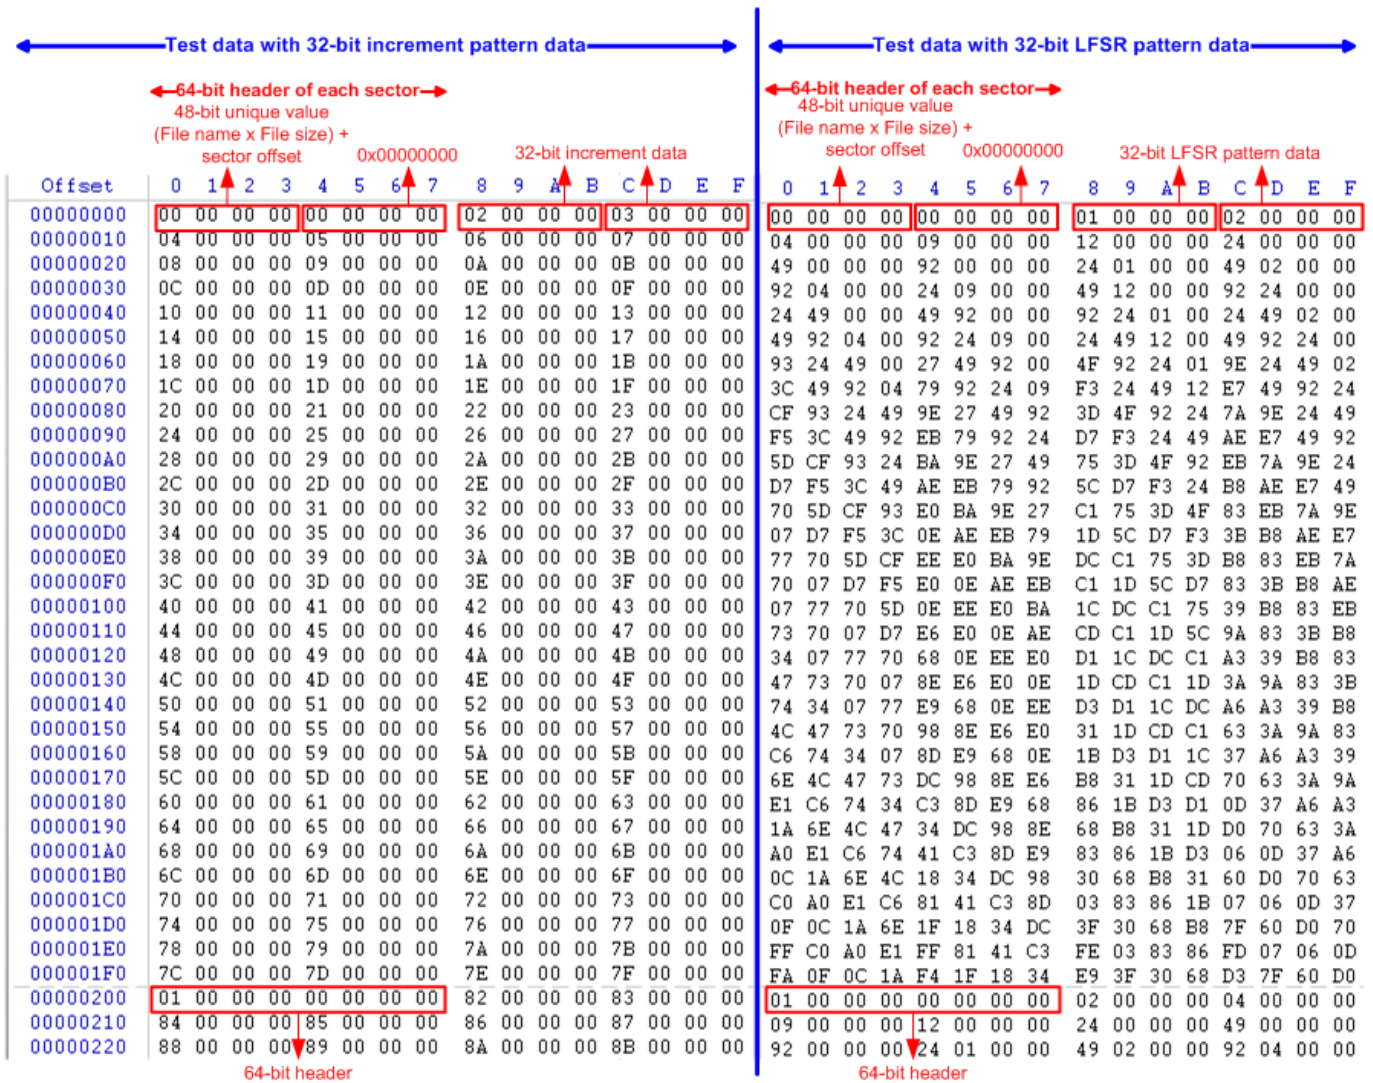 Test data with 32-bit increment pattern data
Test data with 32-bit LFSR pattern data
64-bit header of each sector
48-bit unique value
(File name x File size) +
sector offset
0x00000000
32-bit increment data
64-bit header of each sector
48-bit unique value
(File name x File size) +
sector offset
0x00000000
32-bit LFSR pattern data
Offset 0 1 2 3 4 5 6 7 8 9 A B C D E F 0 1 2 3 4 5 6 7 8 9 A B C D E F
00000000 00 00 00 00 00 00 00 00 02 00 00 00 03 00 00 00 00 00 00 00 00 00 00 00 01 00 00 00 02 00 00 00
00000010 04 00 00 00 05 00 00 00 06 00 00 00 07 00 00 00 04 00 00 00 09 00 00 00 12 00 00 00 24 00 00 00
00000020 08 00 00 00 09 00 00 00 0A 00 00 00 0B 00 00 00 49 00 00 00 92 00 00 00 24 01 00 00 49 02 00 00
00000030 0C 00 00 00 0D 00 00 00 0E 00 00 00 0F 00 00 00 92 04 00 00 24 09 00 00 49 12 00 00 92 24 00 00
00000040 10 00 00 00 11 00 00 00 12 00 00 00 13 00 00 00 24 49 00 00 49 92 00 00 92 24 01 00 24 49 02 00
00000050 14 00 00 00 15 00 00 00 16 00 00 00 17 00 00 00 49 92 04 00 92 24 09 00 24 49 12 00 49 92 24 00
00000060 18 00 00 00 19 00 00 00 1A 00 00 00 1B 00 00 00 93 24 49 00 27 49 92 00 4F 92 24 01 9E 24 49 02
00000070 1C 00 00 00 1D 00 00 00 1E 00 00 00 1F 00 00 00 3C 49 92 04 79 92 24 09 F3 24 49 12 E7 49 92 24
00000080 20 00 00 00 21 00 00 00 22 00 00 00 23 00 00 00 CF 93 24 49 9E 27 49 92 3D 4F 92 24 7A 9E 24 49
00000090 24 00 00 00 25 00 00 00 26 00 00 00 27 00 00 00 F5 3C 49 92 EB 79 92 24 D7 F3 24 49 AE E7 49 92
000000A0 28 00 00 00 29 00 00 00 2A 00 00 00 2B 00 00 00 5D CF 93 24 BA 9E 27 49 75 3D 4F 92 EB 7A 9E 24
000000B0 2C 00 00 00 2D 00 00 00 2E 00 00 00 2F 00 00 00 D7 F5 3C 49 AE EB 79 92 5C D7 F3 24 B8 AE E7 49
000000C0 30 00 00 00 31 00 00 00 32 00 00 00 33 00 00 00 70 5D CF 93 E0 BA 9E 27 C1 75 3D 4F 83 EB 7A 9E
000000D0 34 00 00 00 35 00 00 00 36 00 00 00 37 00 00 00 07 D7 F5 3C 0E AE EB 79 1D 5C D7 F3 3B B8 AE E7
000000E0 38 00 00 00 39 00 00 00 3A 00 00 00 3B 00 00 00 77 70 5D CF EE E0 BA 9E DC C1 75 3D B8 83 EB 7A
000000F0 3C 00 00 00 3D 00 00 00 3E 00 00 00 3F 00 00 00 70 07 D7 F5 E0 0E AE EB C1 1D 5C D7 83 3B B8 AE
00000100 40 00 00 00 41 00 00 00 42 00 00 00 43 00 00 00 07 77 70 5D 0E EE E0 BA 1C DC C1 75 39 B8 83 EB
00000110 44 00 00 00 45 00 00 00 46 00 00 00 47 00 00 00 73 70 07 D7 E6 E0 0E AE CD C1 1D 5C 9A 83 3B B8
00000120 48 00 00 00 49 00 00 00 4A 00 00 00 4B 00 00 00 34 07 77 70 68 0E EE E0 D1 1C DC C1 A3 39 B8 83
00000130 4C 00 00 00 4D 00 00 00 4E 00 00 00 4F 00 00 00 47 73 70 07 8E E6 E0 0E 1D CD C1 1D 3A 9A 83 3B
00000140 50 00 00 00 51 00 00 00 52 00 00 00 53 00 00 00 74 34 07 77 E9 68 0E EE D3 D1 1C DC A6 A3 39 B8
00000150 54 00 00 00 55 00 00 00 56 00 00 00 57 00 00 00 4C 47 73 70 98 8E E6 E0 31 1D CD C1 63 3A 9A 83
00000160 58 00 00 00 59 00 00 00 5A 00 00 00 5B 00 00 00 C6 74 34 07 8D E9 68 0E 1B D3 D1 1C 37 A6 A3 39
00000170 5C 00 00 00 5D 00 00 00 5E 00 00 00 5F 00 00 00 6E 4C 47 73 DC 98 8E E6 B8 31 1D CD 70 63 3A 9A
00000180 60 00 00 00 61 00 00 00 62 00 00 00 63 00 00 00 E1 C6 74 34 C3 8D E9 68 86 1B D3 D1 0D 37 A6 A3
00000190 64 00 00 00 65 00 00 00 66 00 00 00 67 00 00 00 1A 6E 4C 47 34 DC 98 8E 68 B8 31 1D D0 70 63 3A
000001A0 68 00 00 00 69 00 00 00 6A 00 00 00 6B 00 00 00 A0 E1 C6 74 41 C3 8D E9 83 86 1B D3 06 0D 37 A6
000001B0 6C 00 00 00 6D 00 00 00 6E 00 00 00 6F 00 00 00 0C 1A 6E 4C 18 34 DC 98 30 68 B8 31 60 D0 70 63
000001C0 70 00 00 00 71 00 00 00 72 00 00 00 73 00 00 00 C0 A0 E1 C6 81 41 C3 8D 03 83 86 1B 07 06 0D 37
000001D0 74 00 00 00 75 00 00 00 76 00 00 00 77 00 00 00 0F 0C 1A 6E 1F 18 34 DC 3F 30 68 B8 7F 60 D0 70
000001E0 78 00 00 00 79 00 00 00 7A 00 00 00 7B 00 00 00 FF C0 A0 E1 FF 81 41 C3 FE 03 83 86 FD 07 06 0D
000001F0 7C 00 00 00 7D 00 00 00 7E 00 00 00 7F 00 00 00 FA 0F 0C 1A F4 1F 18 34 E9 3F 30 68 D3 7F 60 D0
00000200 01 00 00 00 00 00 00 00 82 00 00 00 83 00 00 00 01 00 00 00 00 00 00 00 02 00 00 00 04 00 00 00
00000210 84 00 00 00 85 00 00 00 86 00 00 00 87 00 00 00 09 00 00 00 12 00 00 00 24 00 00 00 49 00 00 00
00000220 88 00 00 00 89 00 00 00 8A 00 00 00 8B 00 00 00 92 00 00 00 24 01 00 00 49 02 00 00 92 04 00 00
64-bit header
64-bit header